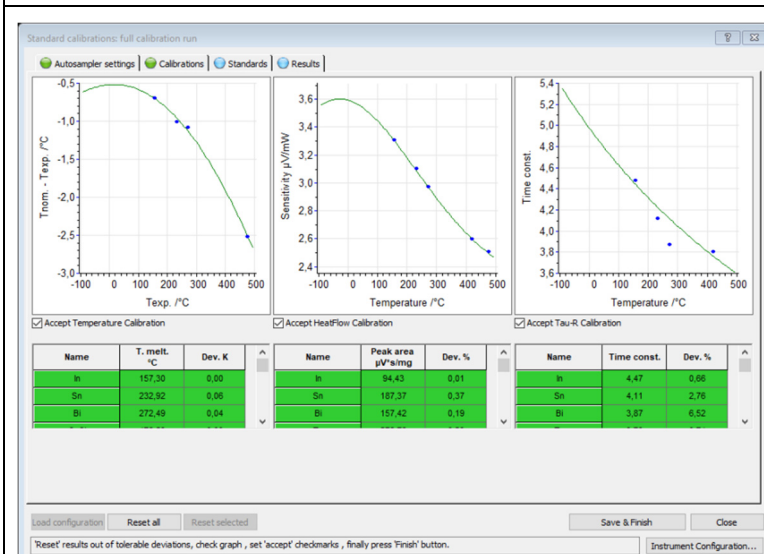 Standard calibrations: full calibration run
Autosampler settings Calibrations Standards Results
Tnom. - Texp. /°C
-0,5
-1,0
-1,5
-2,0
-2,5
-3,0
-100 0 100 200 300 400 500
Texp. /°C
Sensitivity µV/mW
3,6
3,4
3,2
3,0
2,8
2,6
2,4
-100 0 100 200 300 400 500
Temperature /°C
Time const.
5,4
5,2
5,0
4,8
4,6
4,4
4,2
4,0
3,8
3,6
-100 0 100 200 300 400 500
Temperature /°C
Accept Temperature Calibration
Accept HeatFlow Calibration
Accept Tau-R Calibration
Name T. melt. °C Dev. K
In 157,30 0,00
Sn 232,92 0,06
Bi 272,49 0,04
Name Peak area µV*s/mg Dev. %
In 94,43 0,01
Sn 187,37 0,37
Bi 157,42 0,19
Name Time const. Dev. %
In 4,47 0,66
Sn 4,11 2,76
Bi 3,87 6,52
Load configuration Reset all Reset selected Save & Finish Close
'Reset' results out of tolerable deviations, check graph , set 'accept' checkmarks , finally press 'Finish' button.
Instrument Configuration...